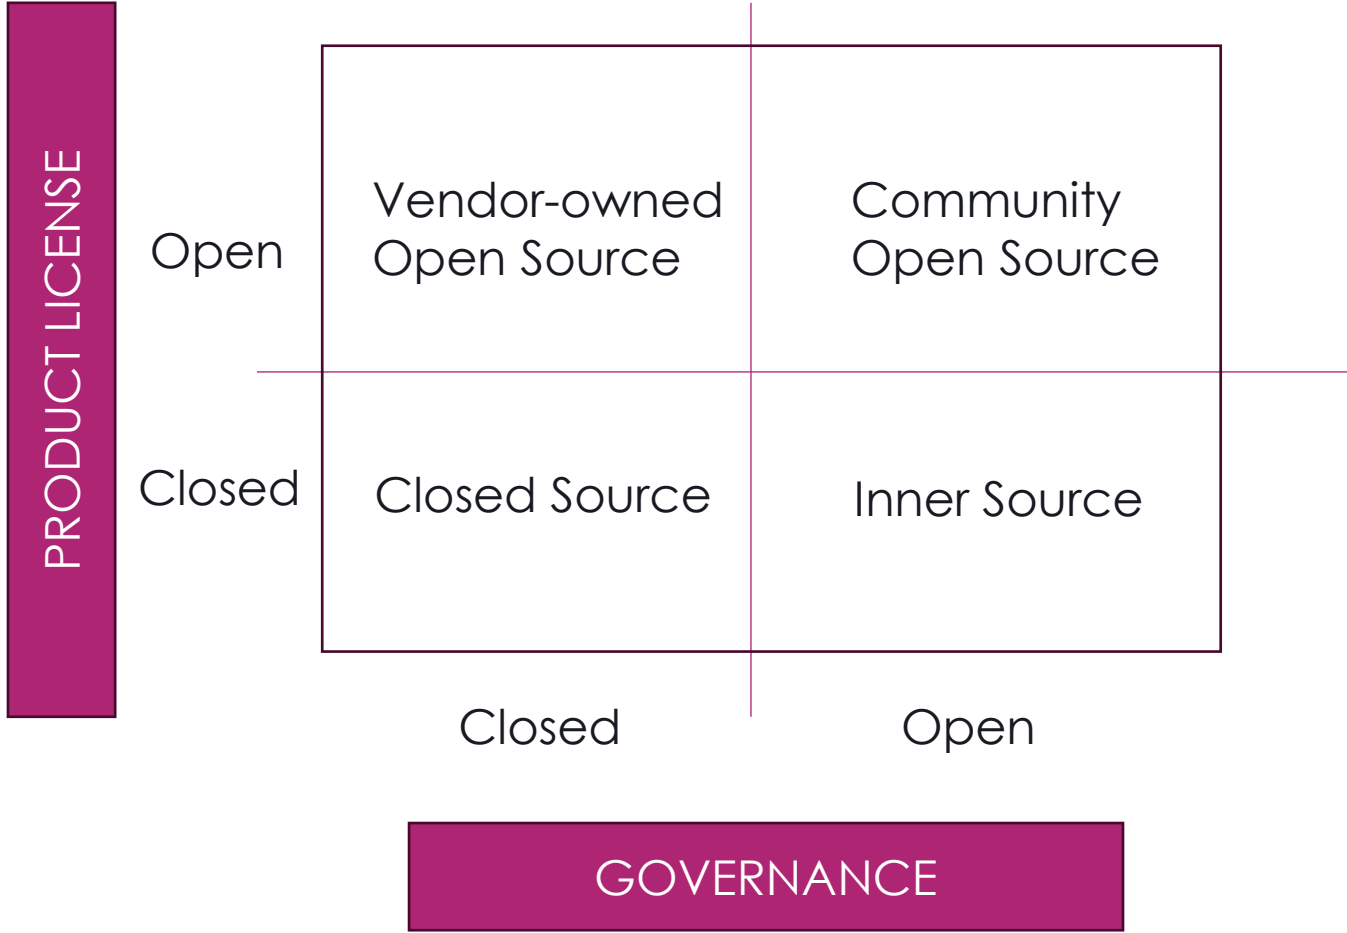 PRODUCT LICENSE
Open
Vendor-owned
Open Source
Community
Open Source
Closed
Closed Source
Inner Source
Closed
Open
GOVERNANCE